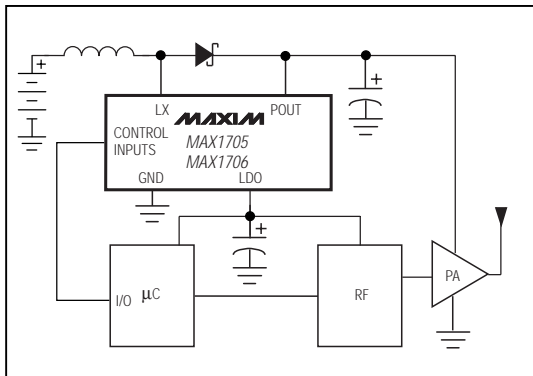 +
+
LX
MAXIM
POUT
CONTROL
INPUTS
MAX1705
MAX1706
GND
LDO
+
I/O
µC
RF
PA